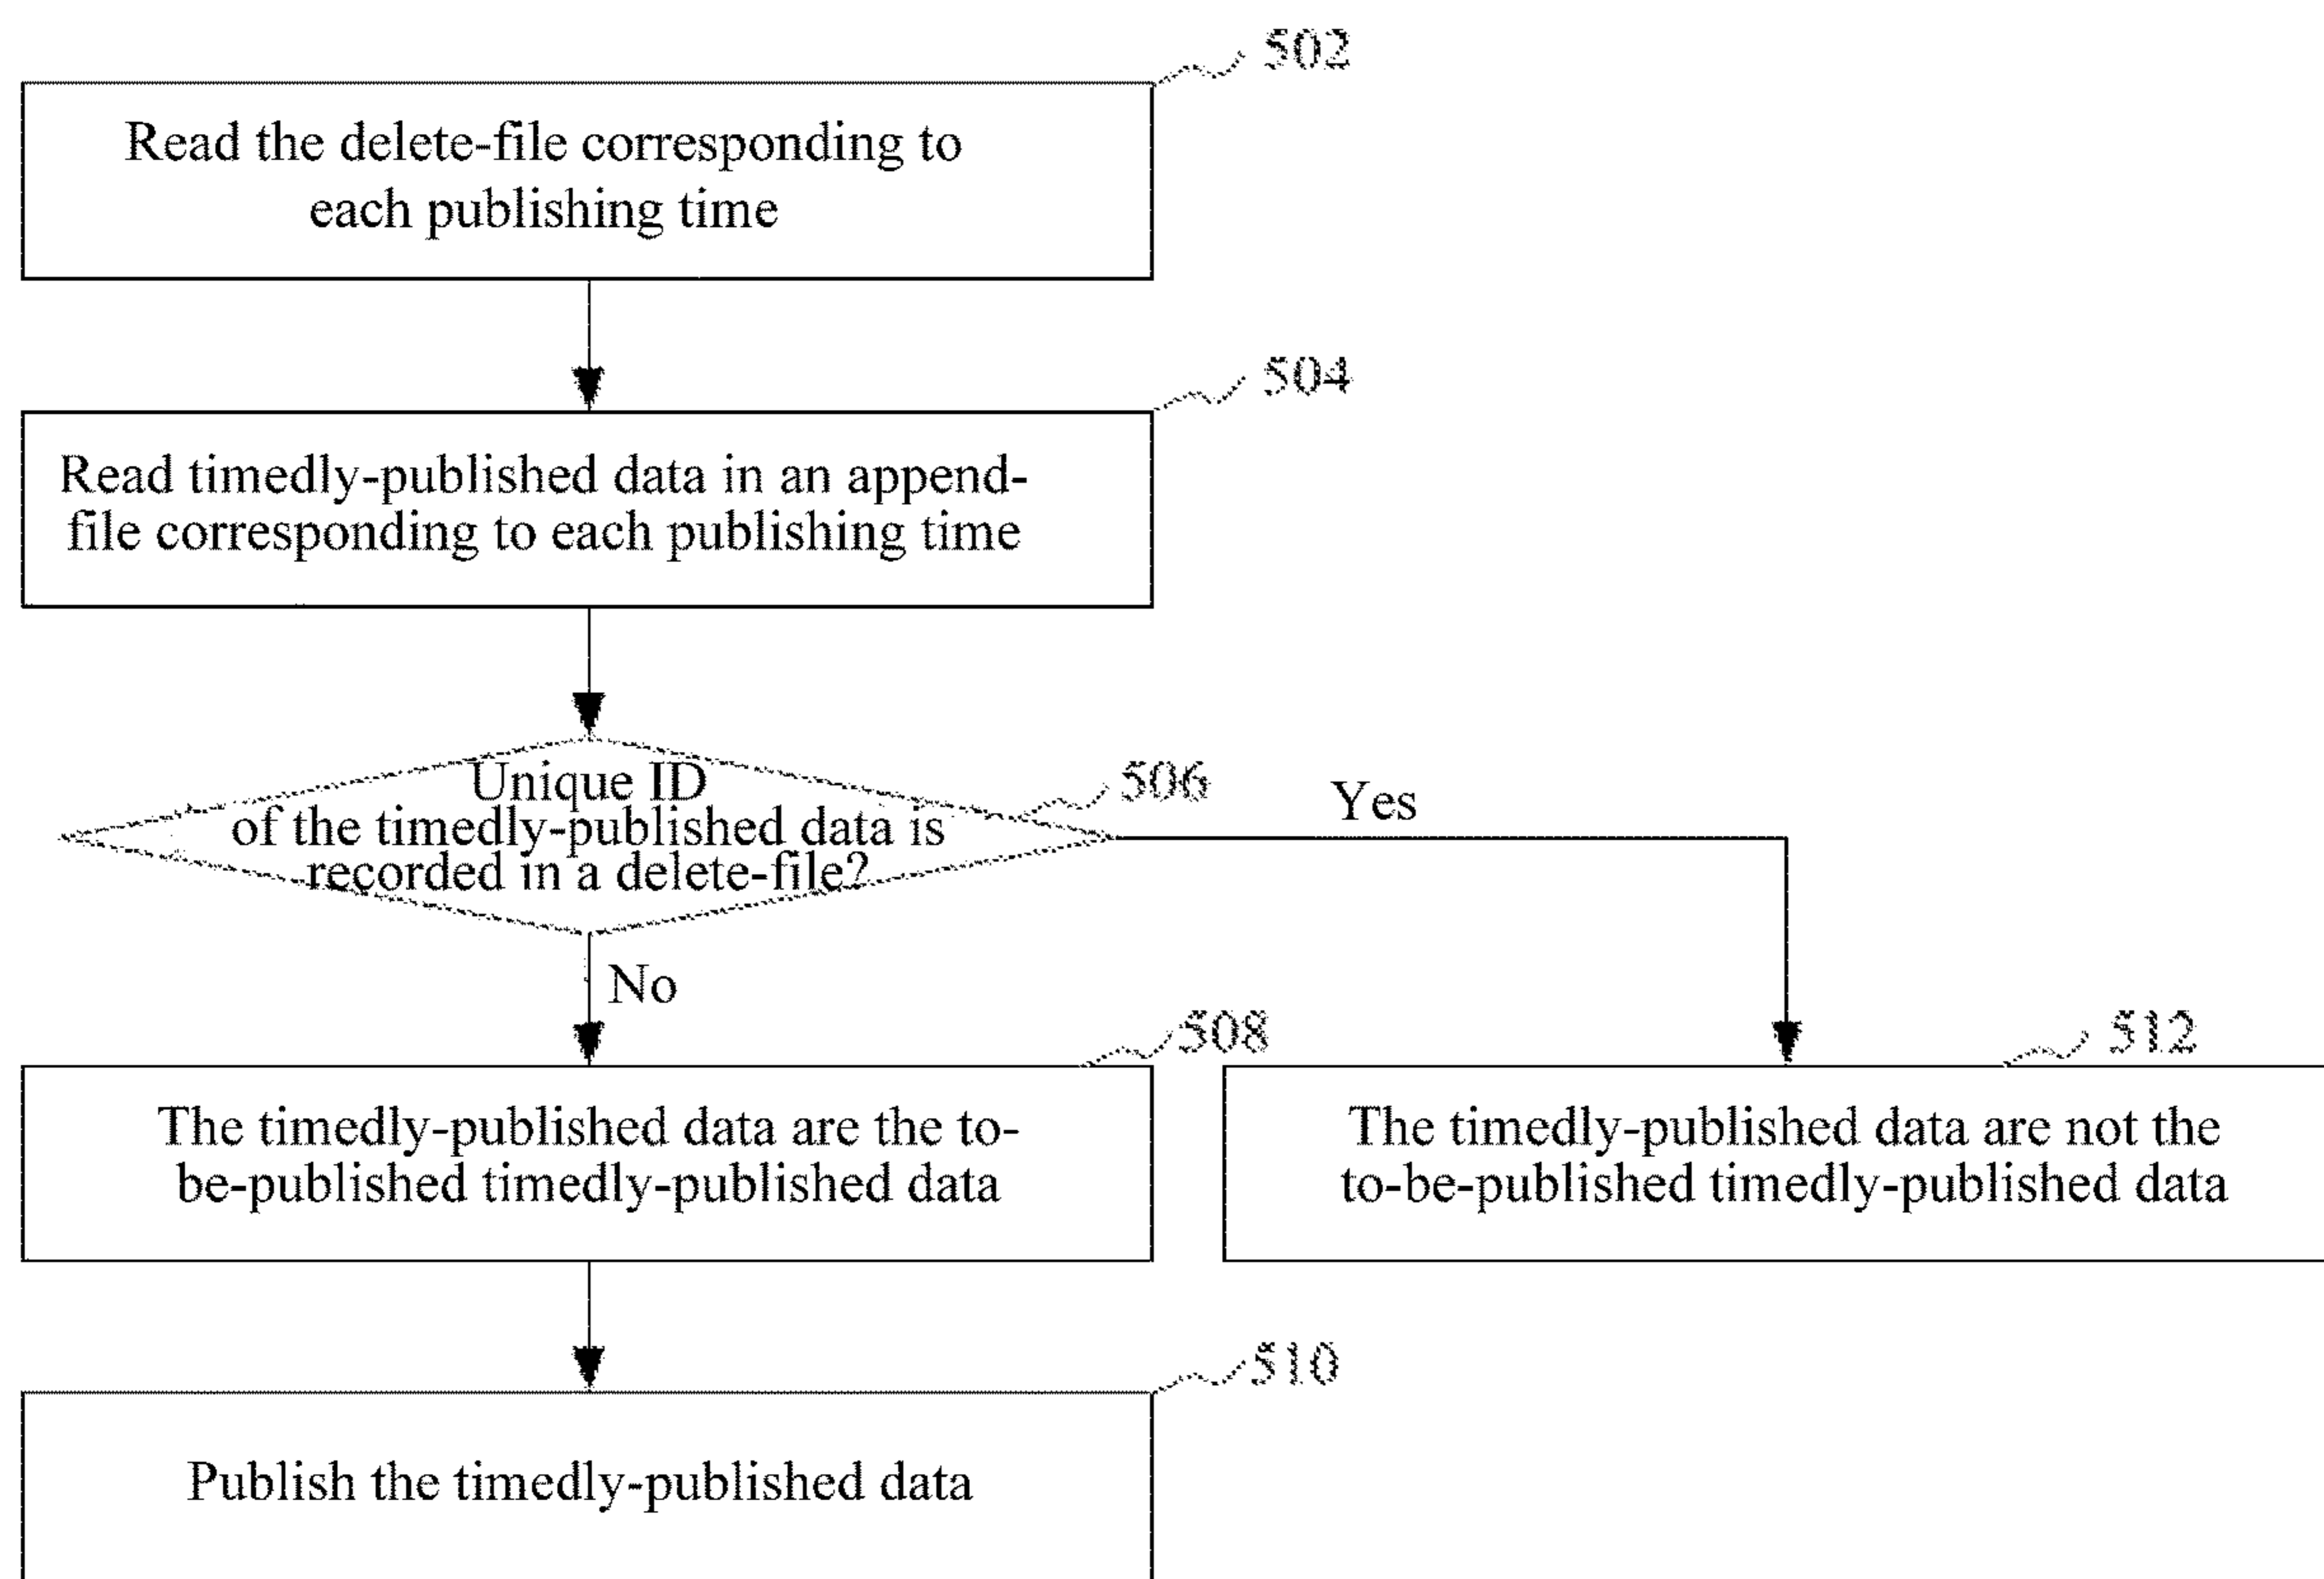 502
Read the delete-file corresponding to
each publishing time
504
Read timedly-published data in an append-
file corresponding to each publishing time
506
Unique ID
of the timedly-published data is
recorded in a delete-file?
Yes
No
508
The timedly-published data are the to-
be-published timedly-published data
512
The timedly-published data are not the
to-be-published timedly-published data
510
Publish the timedly-published data